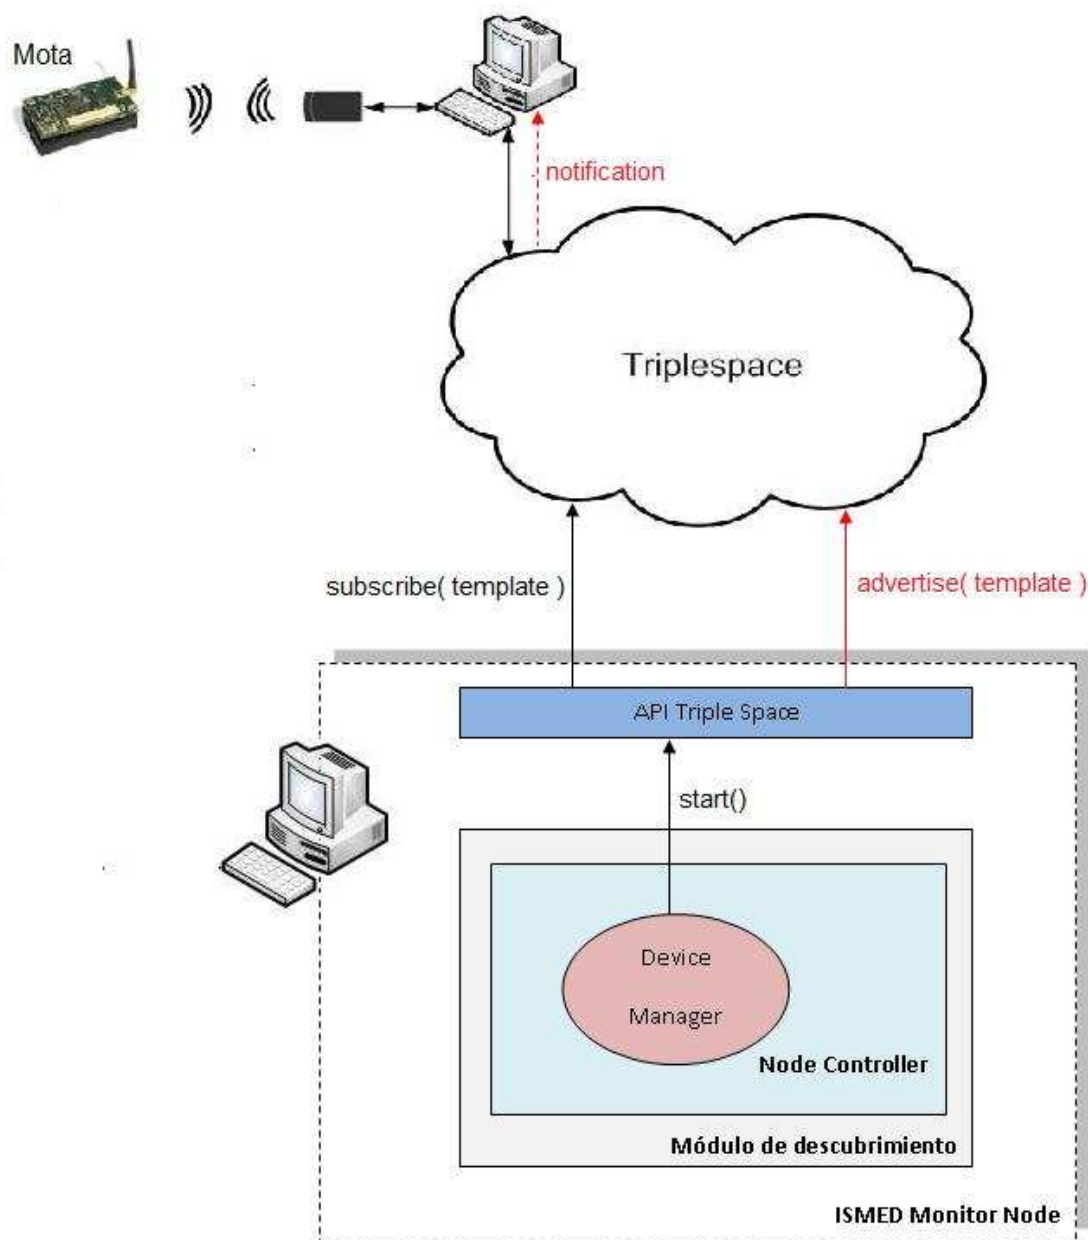 Mota
notification
Triplespace
subscribe( template )
advertise( template )
API Triple Space
start()
Device
Manager
Node Controller
Módulo de descubrimiento
ISMED Monitor Node